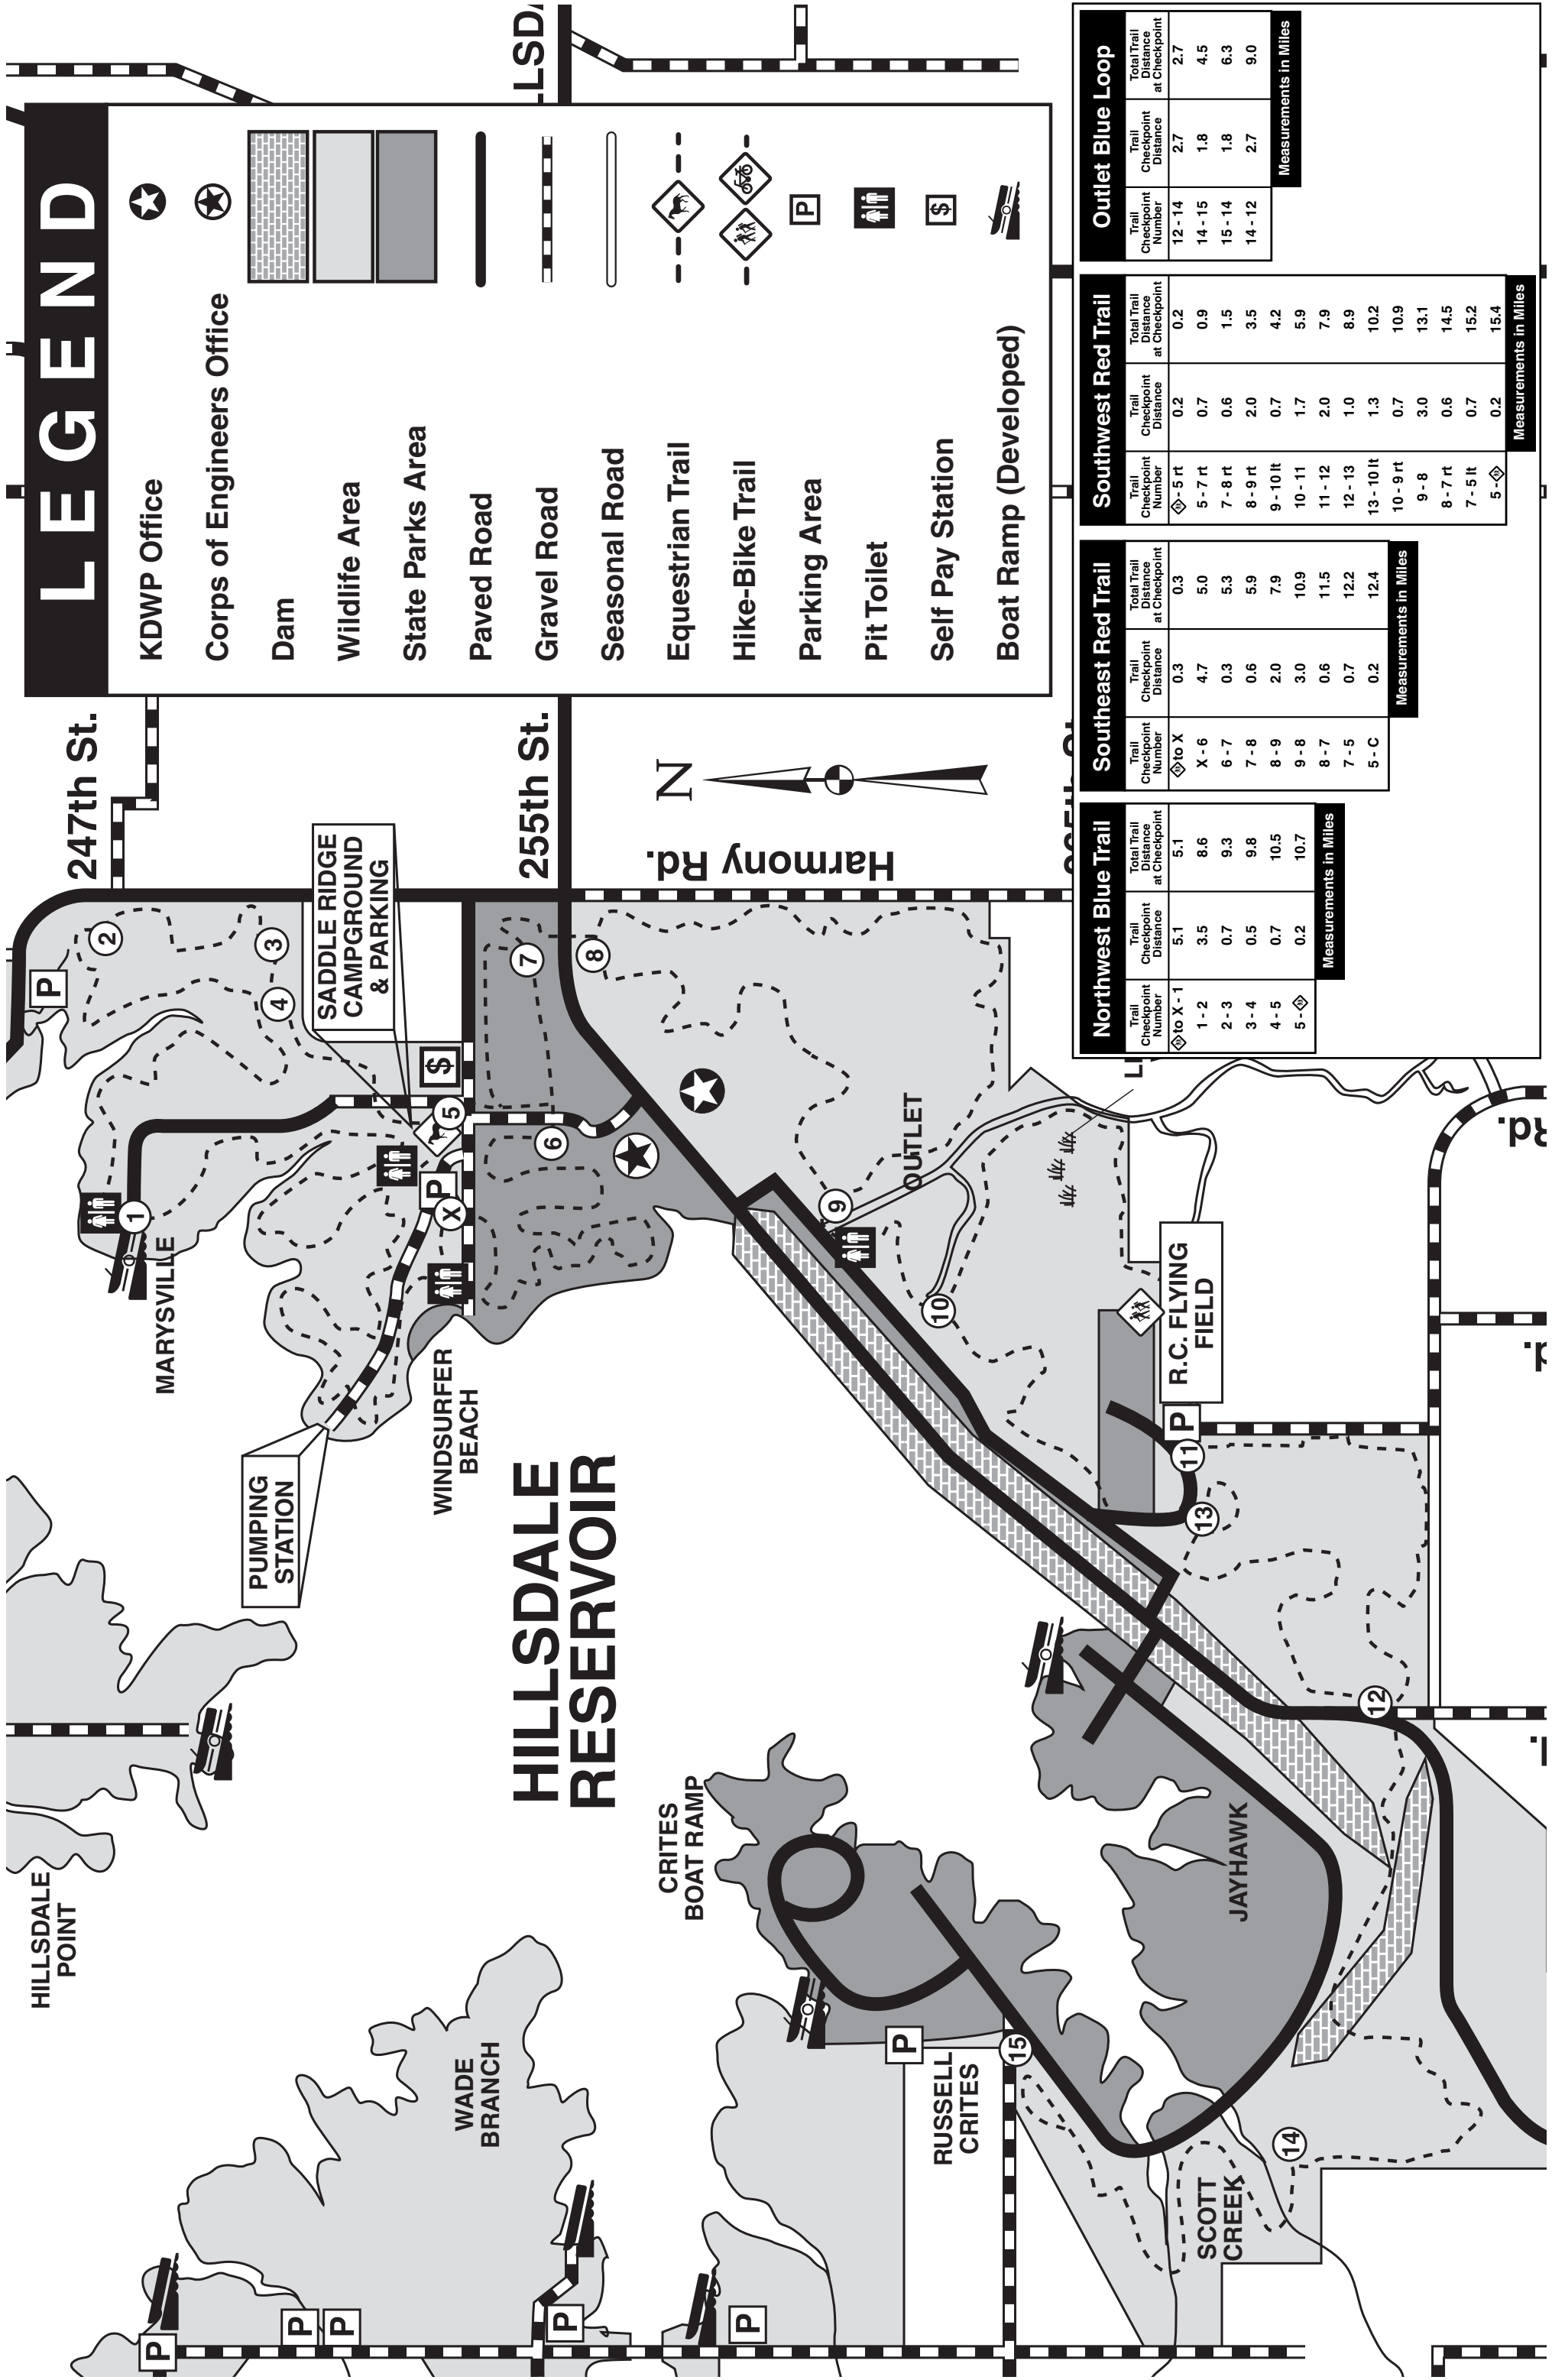 LEGEND
KDWP Office
Corps of Engineers Office
Dam
Wildlife Area
State Parks Area
Paved Road
Gravel Road
Seasonal Road
Equestrian Trail
Hike-Bike Trail
Parking Area
P
Pit Toilet
Self Pay Station
$
Boat Ramp (Developed)
247th St.
255th St.
Harmony Rd.
N
SADDLE RIDGE
CAMPGROUND
& PARKING
PUMPING
STATION
MARYSVILLE
WINDSURFER
BEACH
HILLSDALE
RESERVOIR
HILLSDALE
POINT
WADE
BRANCH
CRITES
BOAT RAMP
RUSSELL
CRITES
SCOTT
CREEK
JAYHAWK
OUTLET
R.C. FLYING
FIELD
Rd.
1
2
3
4
5
6
7
8
9
10
11
12
13
14
15
X
P
P
P
P
P
P
P
P
P
P
$
Northwest Blue Trail
Trail
Checkpoint
Number
Trail
Checkpoint
Distance
Total Trail
Distance
at Checkpoint
to X - 1 5.1 5.1
1 - 2 3.5 8.6
2 - 3 0.7 9.3
3 - 4 0.5 9.8
4 - 5 0.7 10.5
5 - 0.2 10.7
Measurements in Miles
Southeast Red Trail
Trail
Checkpoint
Number
Trail
Checkpoint
Distance
Total Trail
Distance
at Checkpoint
to X 0.3 0.3
X - 6 4.7 5.0
6 - 7 0.3 5.3
7 - 8 0.6 5.9
8 - 9 2.0 7.9
9 - 8 3.0 10.9
8 - 7 0.6 11.5
7 - 5 0.7 12.2
5 - C 0.2 12.4
Measurements in Miles
Southwest Red Trail
Trail
Checkpoint
Number
Trail
Checkpoint
Distance
Total Trail
Distance
at Checkpoint
- 5 rt 0.2 0.2
5 - 7 rt 0.7 0.9
7 - 8 rt 0.6 1.5
8 - 9 rt 2.0 3.5
9 - 10 lt 0.7 4.2
10 - 11 1.7 5.9
11 - 12 2.0 7.9
12 - 13 1.0 8.9
13 - 10 lt 1.3 10.2
10 - 9 rt 0.7 10.9
9 - 8 3.0 13.1
8 - 7 rt 0.6 14.5
7 - 5 lt 0.7 15.2
5 - 0.2 15.4
Measurements in Miles
Outlet Blue Loop
Trail
Checkpoint
Number
Trail
Checkpoint
Distance
Total Trail
Distance
at Checkpoint
12 - 14 2.7 2.7
14 - 15 1.8 4.5
15 - 14 1.8 6.3
14 - 12 2.7 9.0
Measurements in Miles